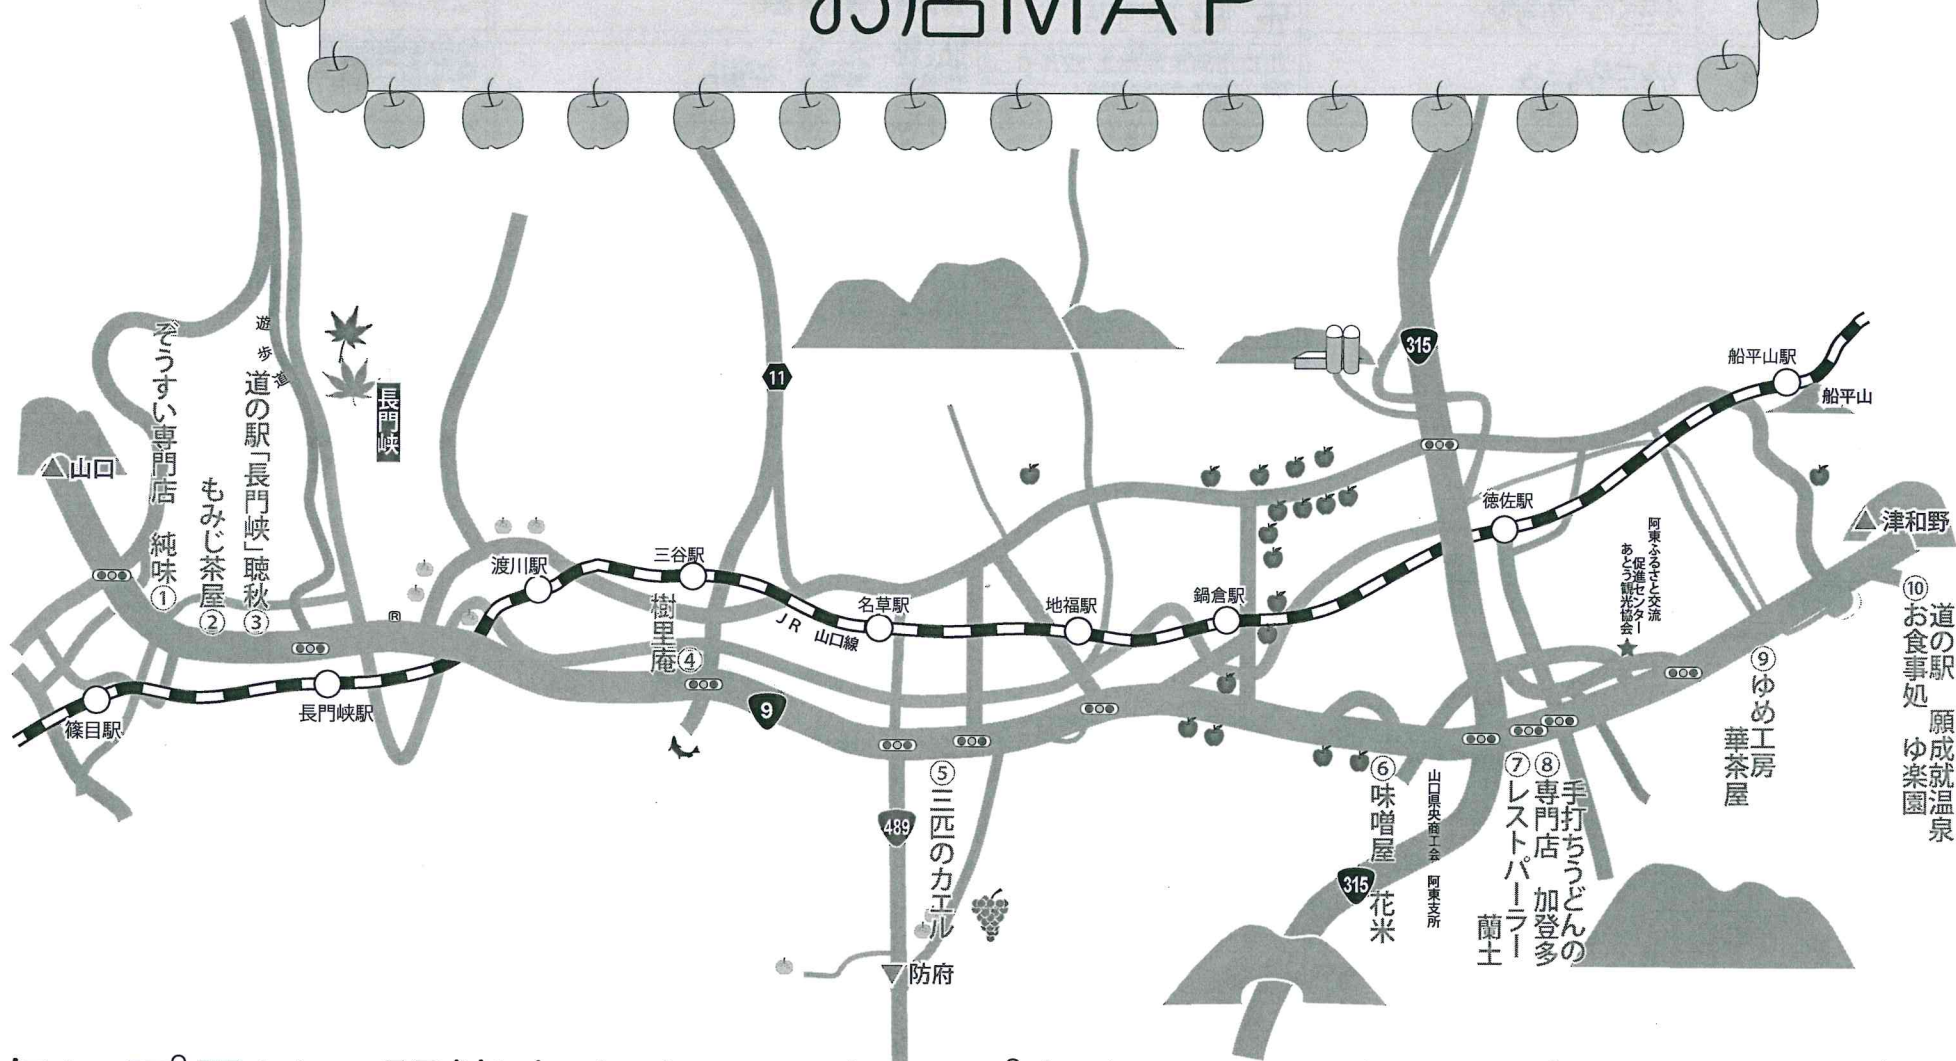 お店MAP
遊歩道
長門峡
山口
ぞうすい専門店 純味①
もみじ茶屋②
道の駅「長門峡」聴秋③
樹里庵④
⑤三匹のカエル
⑥味噌屋 花米
山口県央商工会 阿東支所
⑦レストパーラー
蘭土
⑧手打ちうどんの
専門店 加登多
⑨ゆめ工房
華茶屋
⑩道の駅 願成就温泉
お食事処 ゆ楽園
阿東ふるさと交流
促進センター
あとう観光協会
津和野
船平山駅
船平山
徳佐駅
鍋倉駅
地福駅
名草駅
JR 山口線
三谷駅
渡川駅
長門峡駅
篠目駅
防府
11
315
9
489
315
R